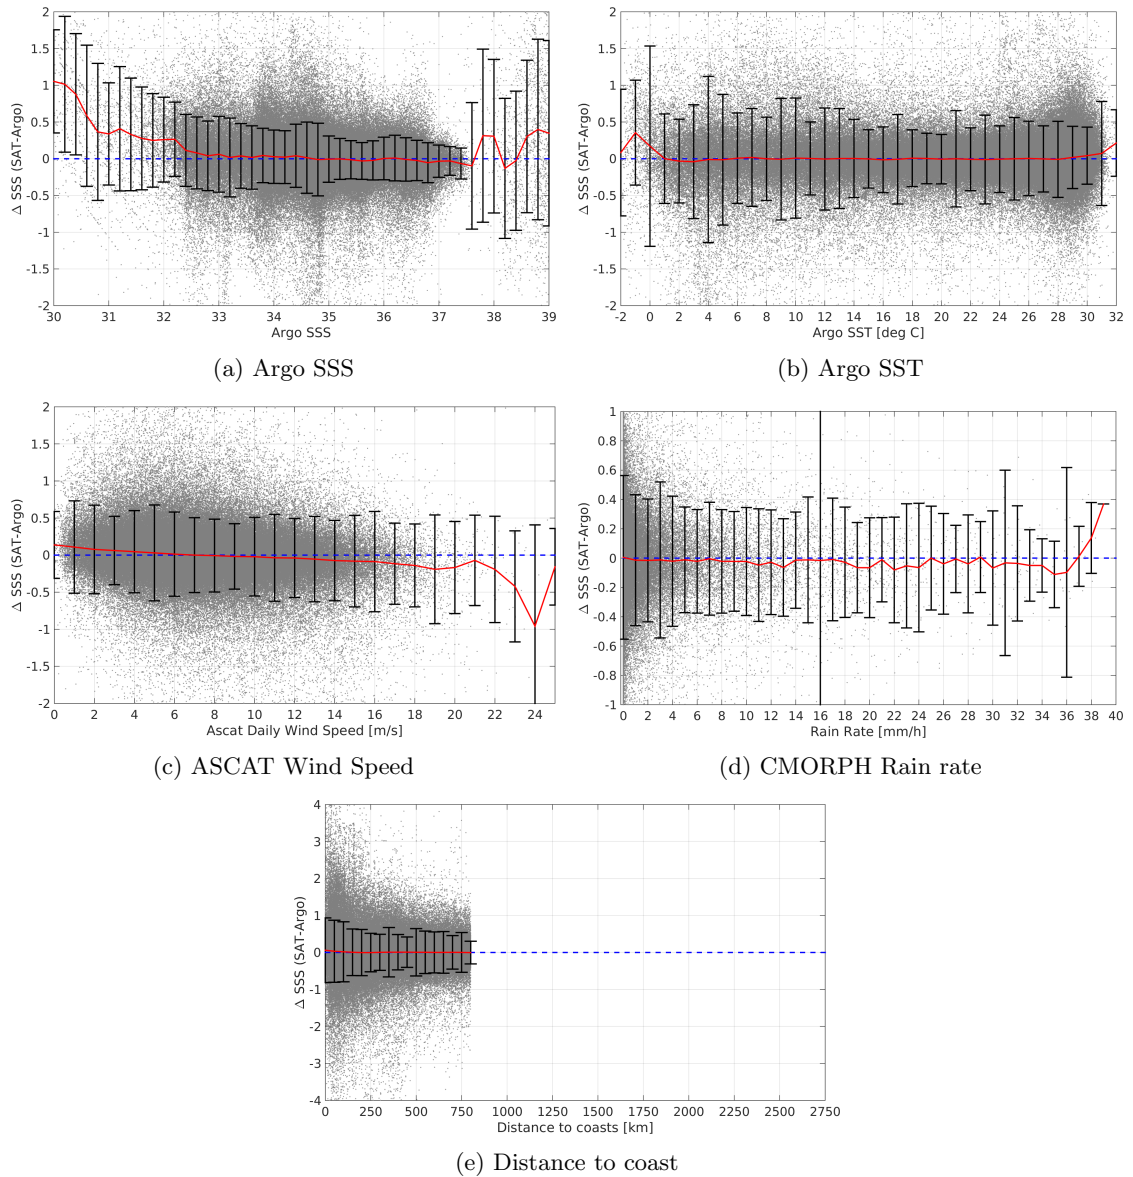 2
1.5
1
0.5
0
-0.5
-1
-1.5
-2
Δ SSS (SAT-Argo)
30 31 32 33 34 35 36 37 38 39
Argo SSS
(a) Argo SSS
2
1.5
1
0.5
0
-0.5
-1
-1.5
-2
Δ SSS (SAT-Argo)
-2 0 2 4 6 8 10 12 14 16 18 20 22 24 26 28 30 32
Argo SST [deg C]
(b) Argo SST
2
1.5
1
0.5
0
-0.5
-1
-1.5
-2
Δ SSS (SAT-Argo)
0 2 4 6 8 10 12 14 16 18 20 22 24
Ascat Daily Wind Speed [m/s]
(c) ASCAT Wind Speed
1
0.8
0.6
0.4
0.2
0
-0.2
-0.4
-0.6
-0.8
-1
Δ SSS (SAT-Argo)
0 2 4 6 8 10 12 14 16 18 20 22 24 26 28 30 32 34 36 38 40
Rain Rate [mm/h]
(d) CMORPH Rain rate
4
3
2
1
0
-1
-2
-3
-4
Δ SSS (SAT-Argo)
0 250 500 750 1000 1250 1500 1750 2000 2250 2500 2750
Distance to coasts [km]
(e) Distance to coast